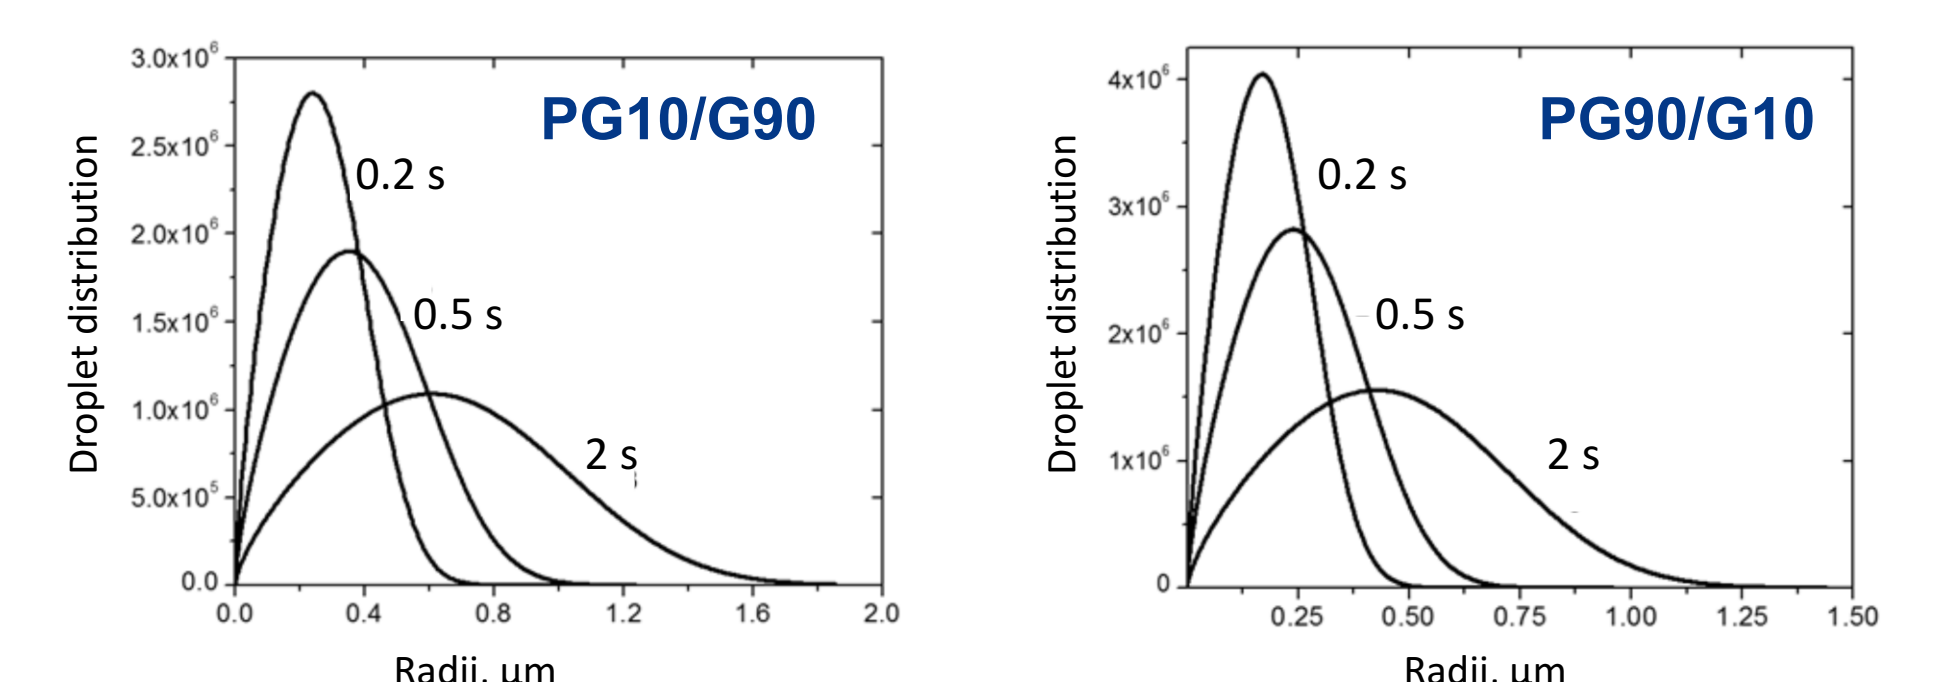 PG10/G90
Droplet distribution
3.0x10⁶
2.5x10⁶
2.0x10⁶
1.5x10⁶
1.0x10⁶
5.0x10⁵
0.0
0.2 s
0.5 s
2 s
0.0 0.4 0.8 1.2 1.6 2.0
Radii, µm
PG90/G10
Droplet distribution
4x10⁶
3x10⁶
2x10⁶
1x10⁶
0
0.2 s
0.5 s
2 s
0.25 0.50 0.75 1.00 1.25 1.50
Radii, µm